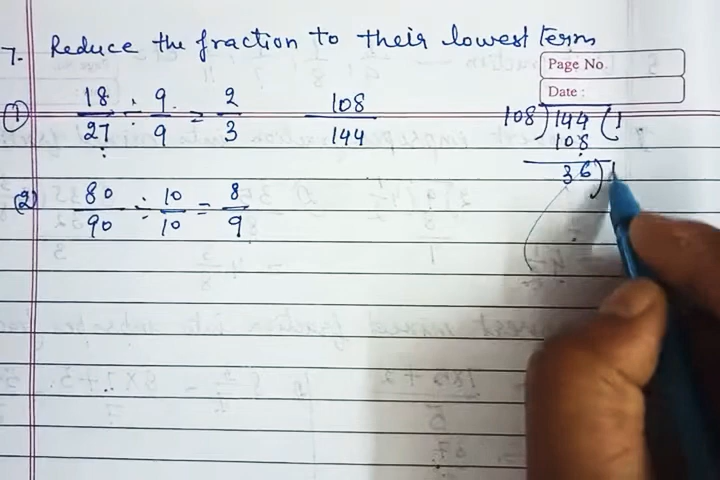 7. Reduce the fraction to their lowest term
Page No.
Date :
(1) 18/27 ÷ 9/9 = 2/3
108/144
108)144(1
108
36)1
(2) 80/90 ÷ 10/10 = 8/9